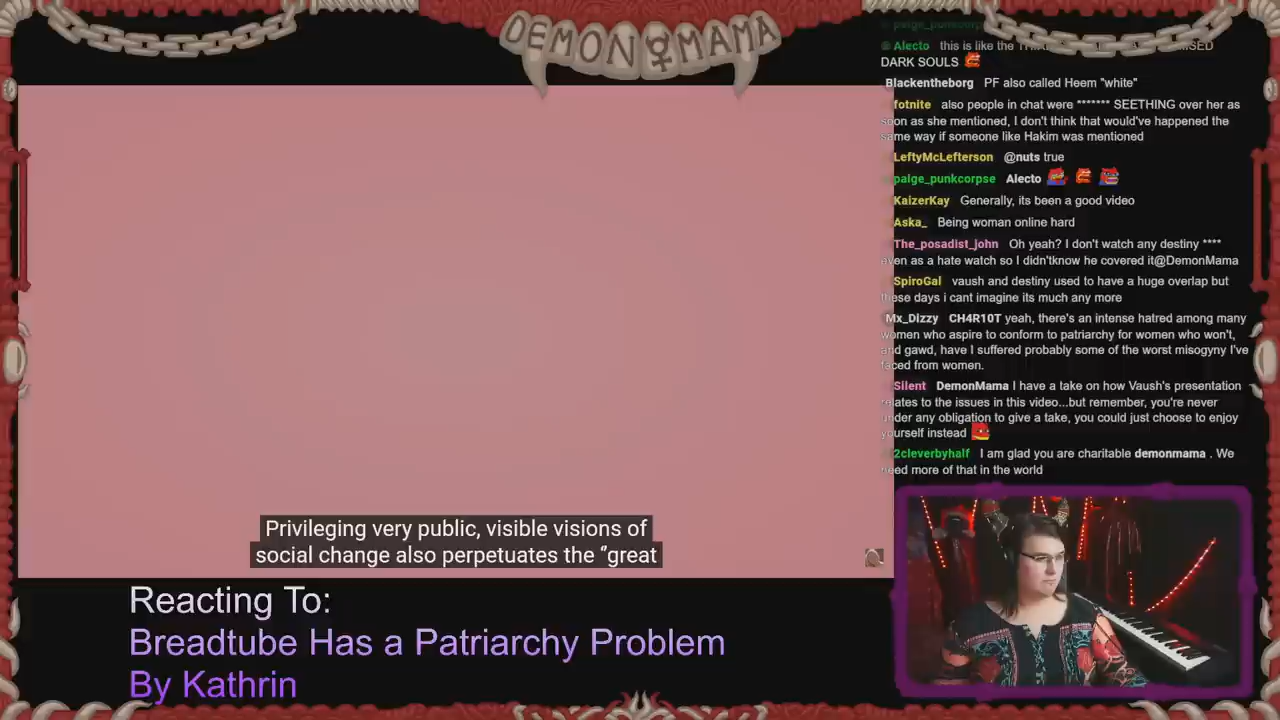 DEMON MAMA
paige_punkcorp
Alecto this is like the
DARK SOULS
Blackentheborg PF also called Heem "white"
fotnite also people in chat were ******* SEETHING over her as
soon as she mentioned, I don't think that would've happened the
same way if someone like Hakim was mentioned
LeftyMcLefterson @nuts true
paige_punkcorpse Alecto
KaizerKay Generally, its been a good video
Aska_ Being woman online hard
The_posadist_john Oh yeah? I don't watch any destiny ****
even as a hate watch so I didn'tknow he covered it@DemonMama
SpiroGal vaush and destiny used to have a huge overlap but
these days i cant imagine its much any more
Mx_Dizzy CH4R10T yeah, there's an intense hatred among many
women who aspire to conform to patriarchy for women who won't,
and gawd, have I suffered probably some of the worst misogyny I've
faced from women.
Silent DemonMama I have a take on how Vaush's presentation
relates to the issues in this video...but remember, you're never
under any obligation to give a take, you could just choose to enjoy
yourself instead
2cleverbyhalf I am glad you are charitable demonmama . We
need more of that in the world
Privileging very public, visible visions of
social change also perpetuates the “great
Reacting To:
Breadtube Has a Patriarchy Problem
By Kathrin